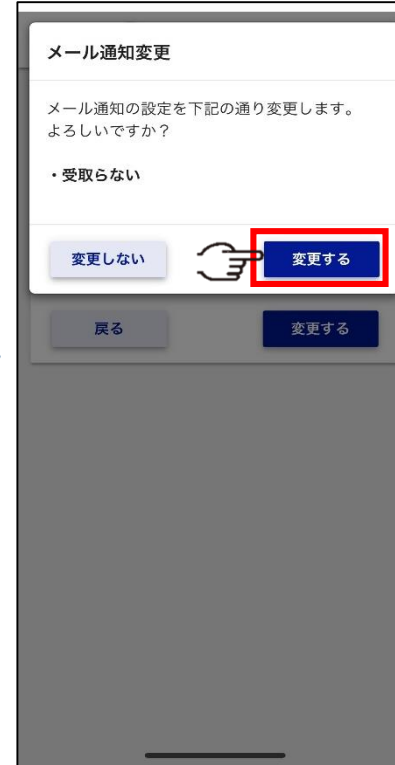 メール通知変更
メール通知の設定を下記の通り変更します。
よろしいですか？
・受取らない
変更しない
変更する
戻る
変更する